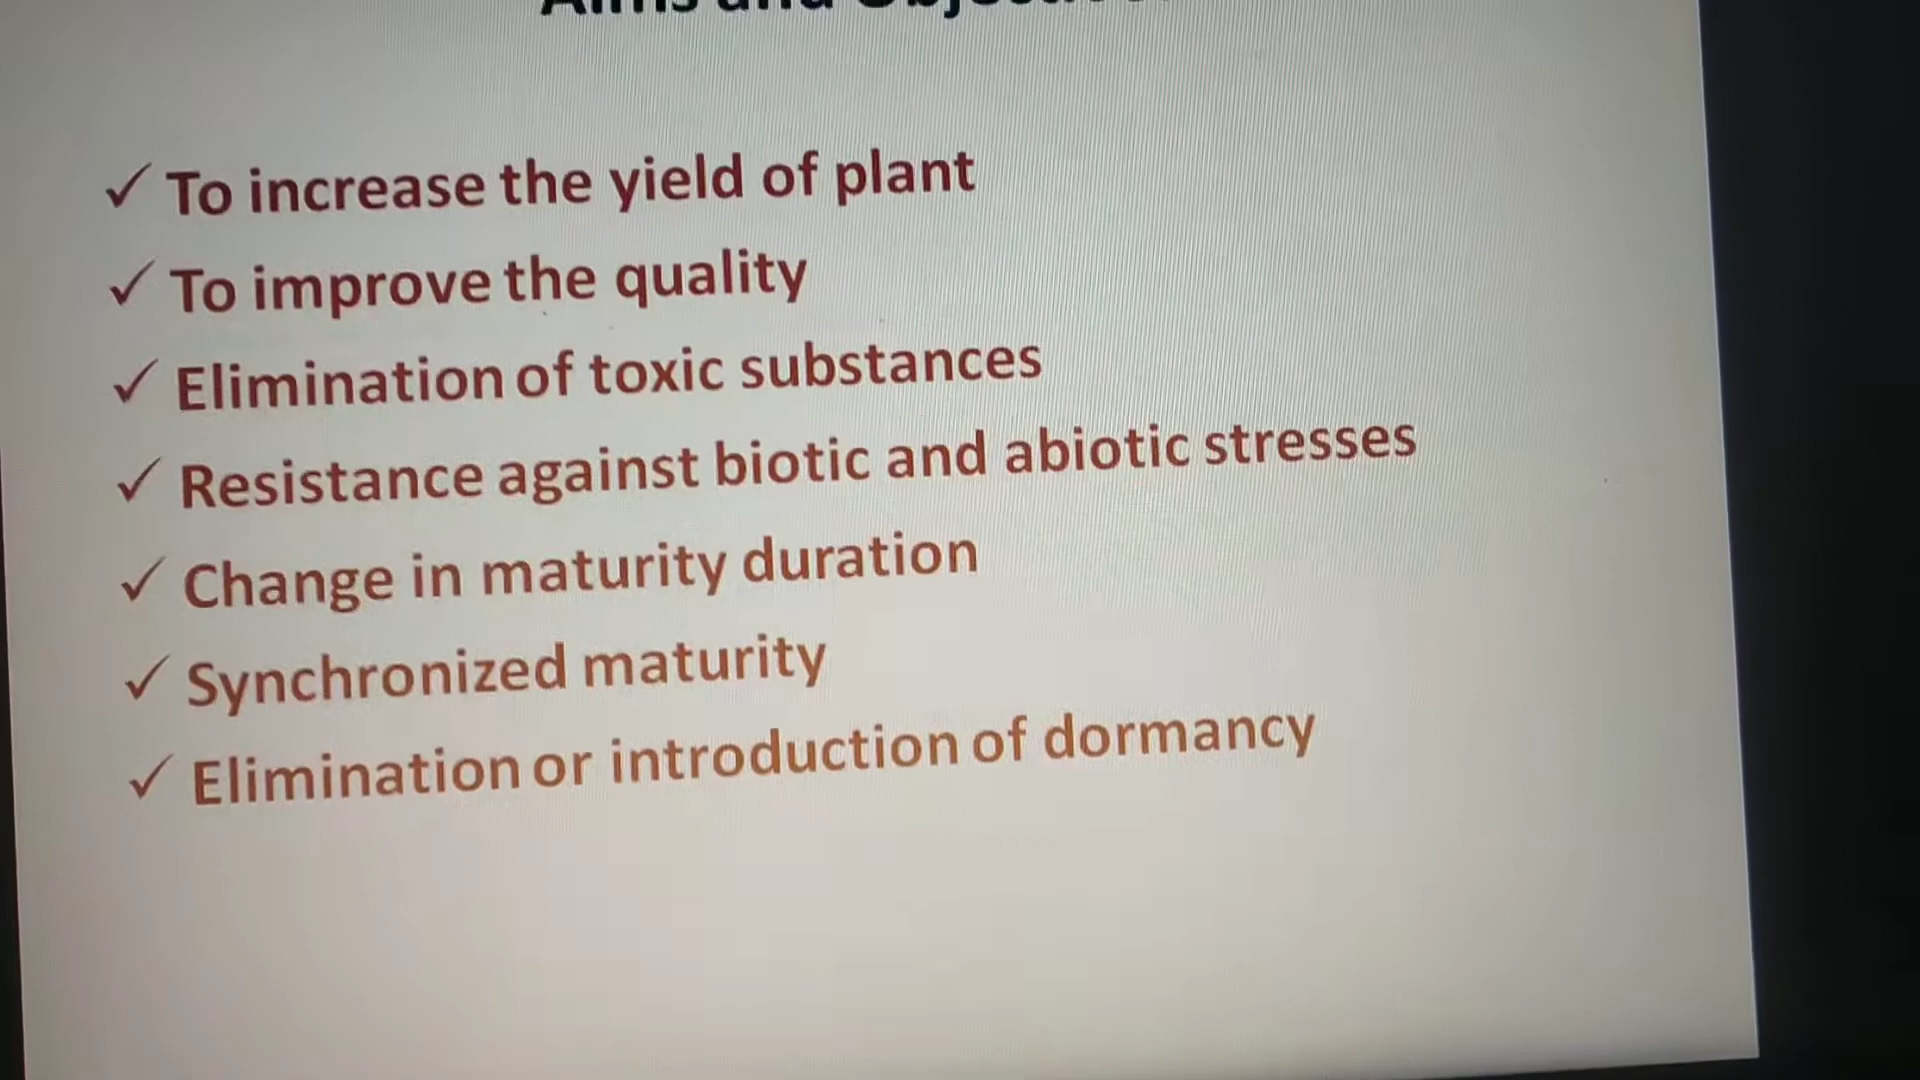 Aims and Objectives
✓ To increase the yield of plant
✓ To improve the quality
✓ Elimination of toxic substances
✓ Resistance against biotic and abiotic stresses
✓ Change in maturity duration
✓ Synchronized maturity
✓ Elimination or introduction of dormancy